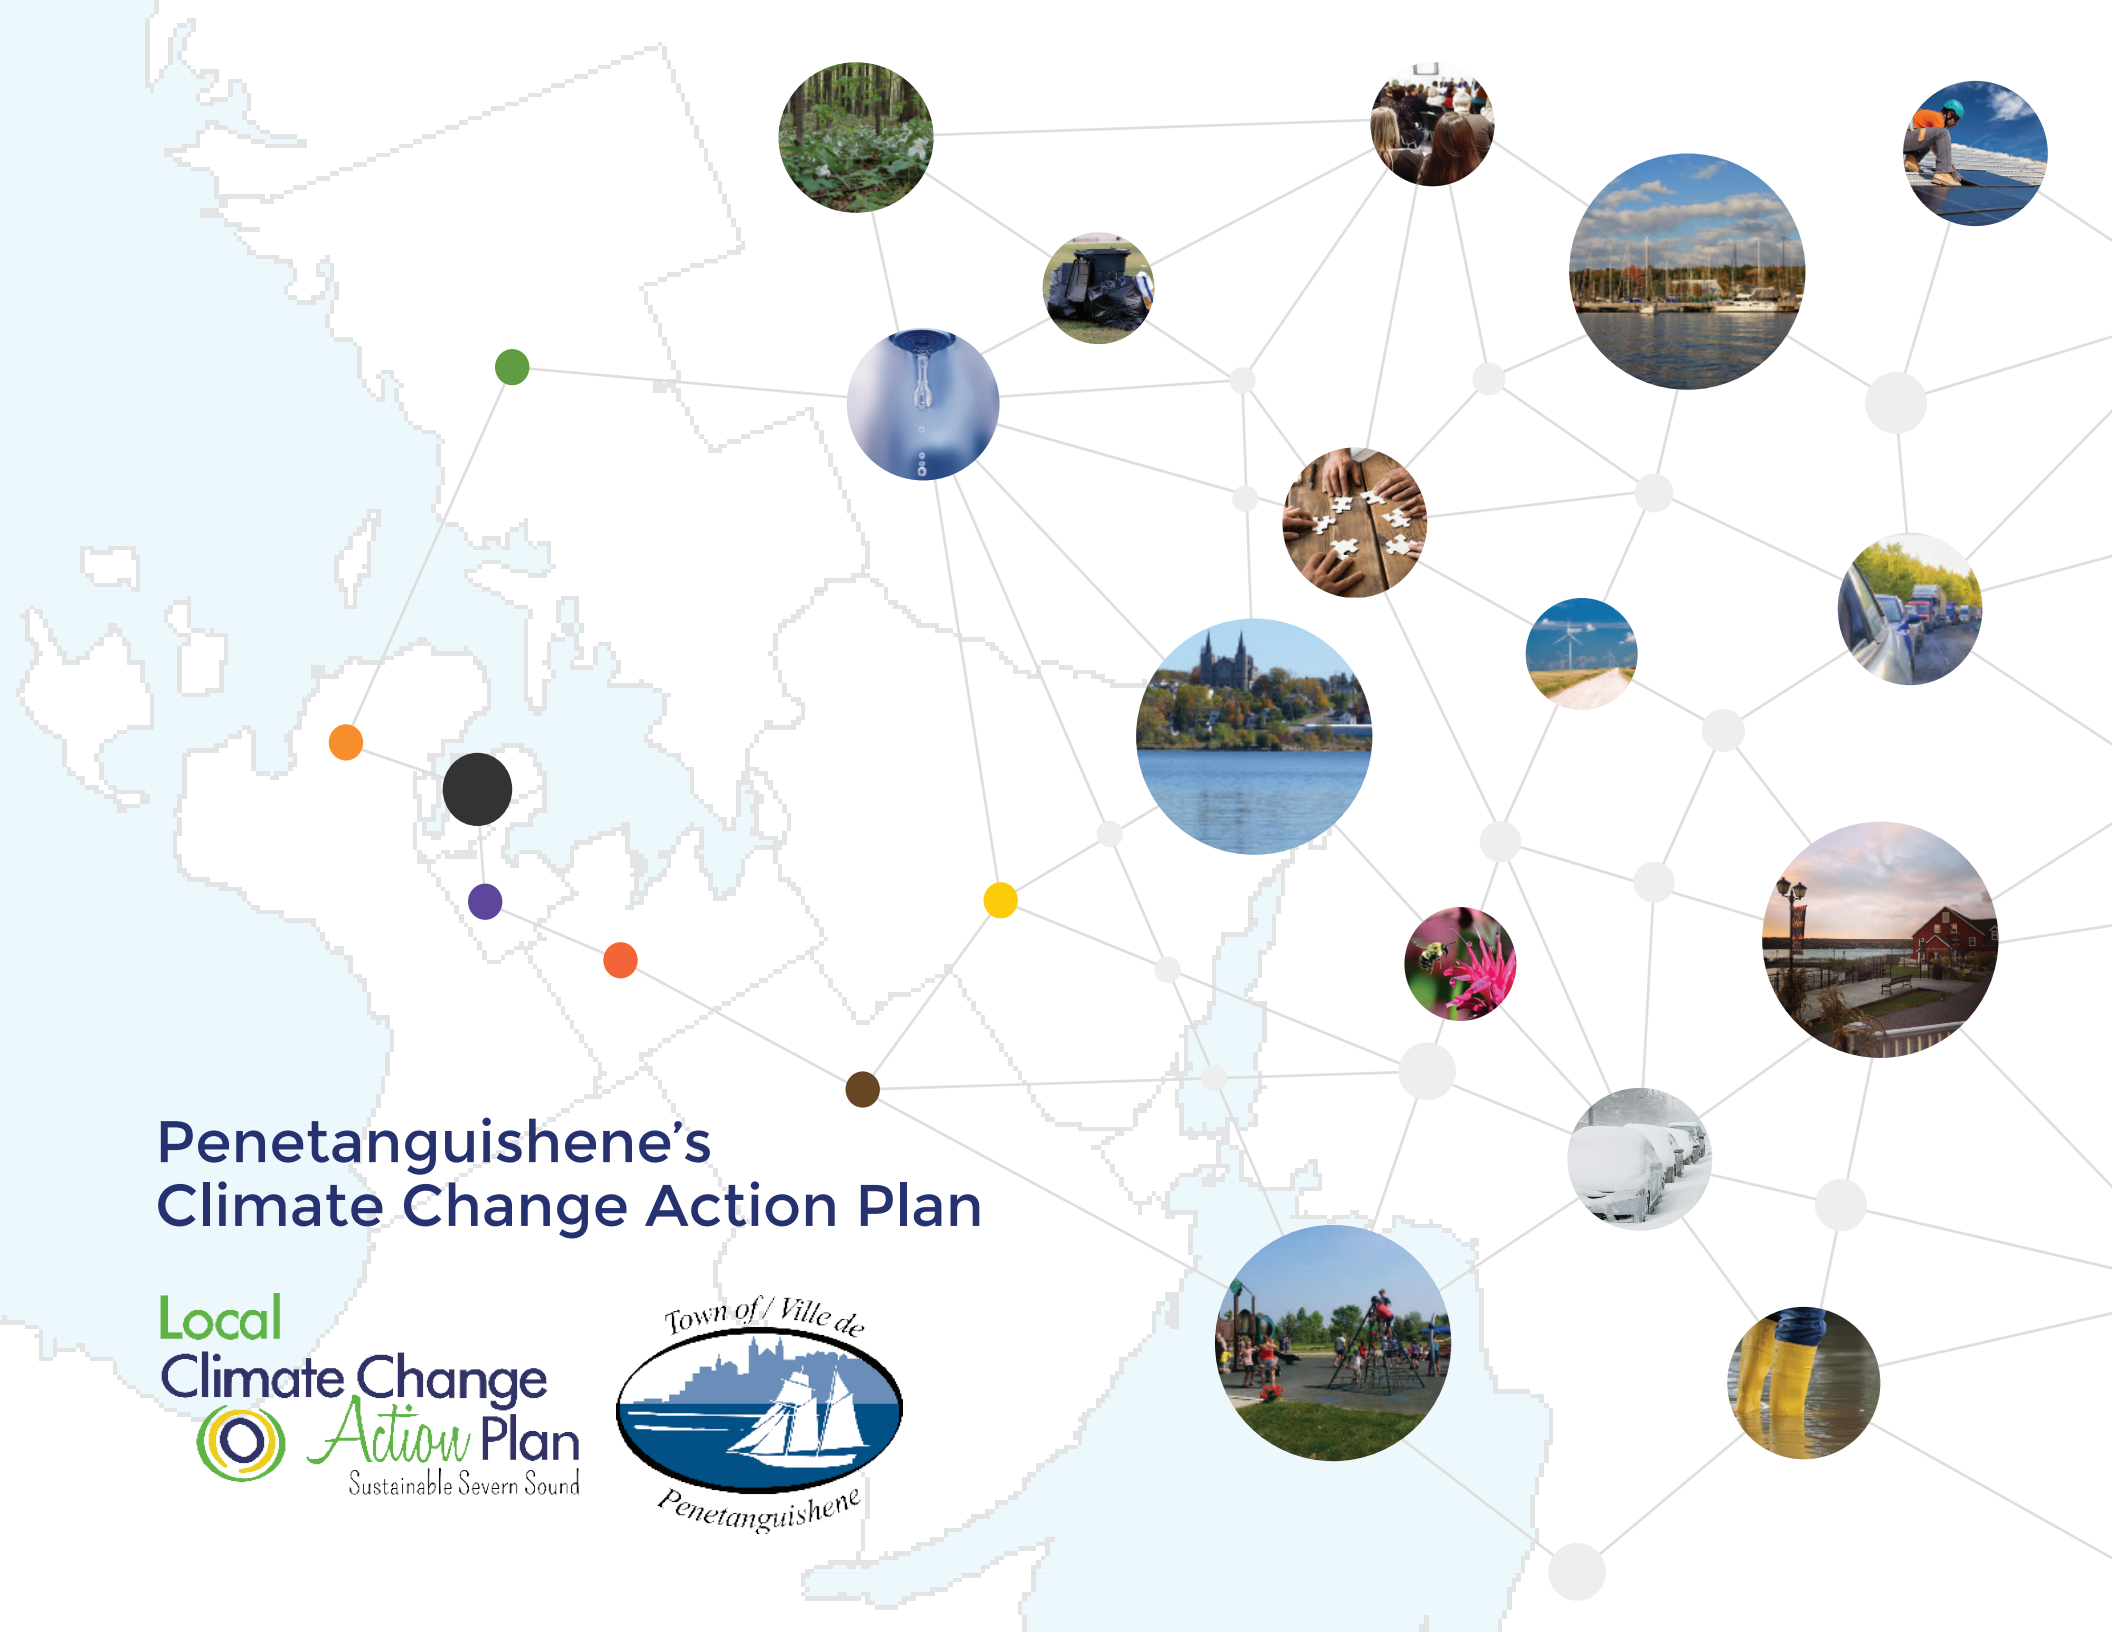 Penetanguishene’s
Climate Change Action Plan
Local
Climate Change
Action Plan
Sustainable Severn Sound
Town of / Ville de
Penetanguishene